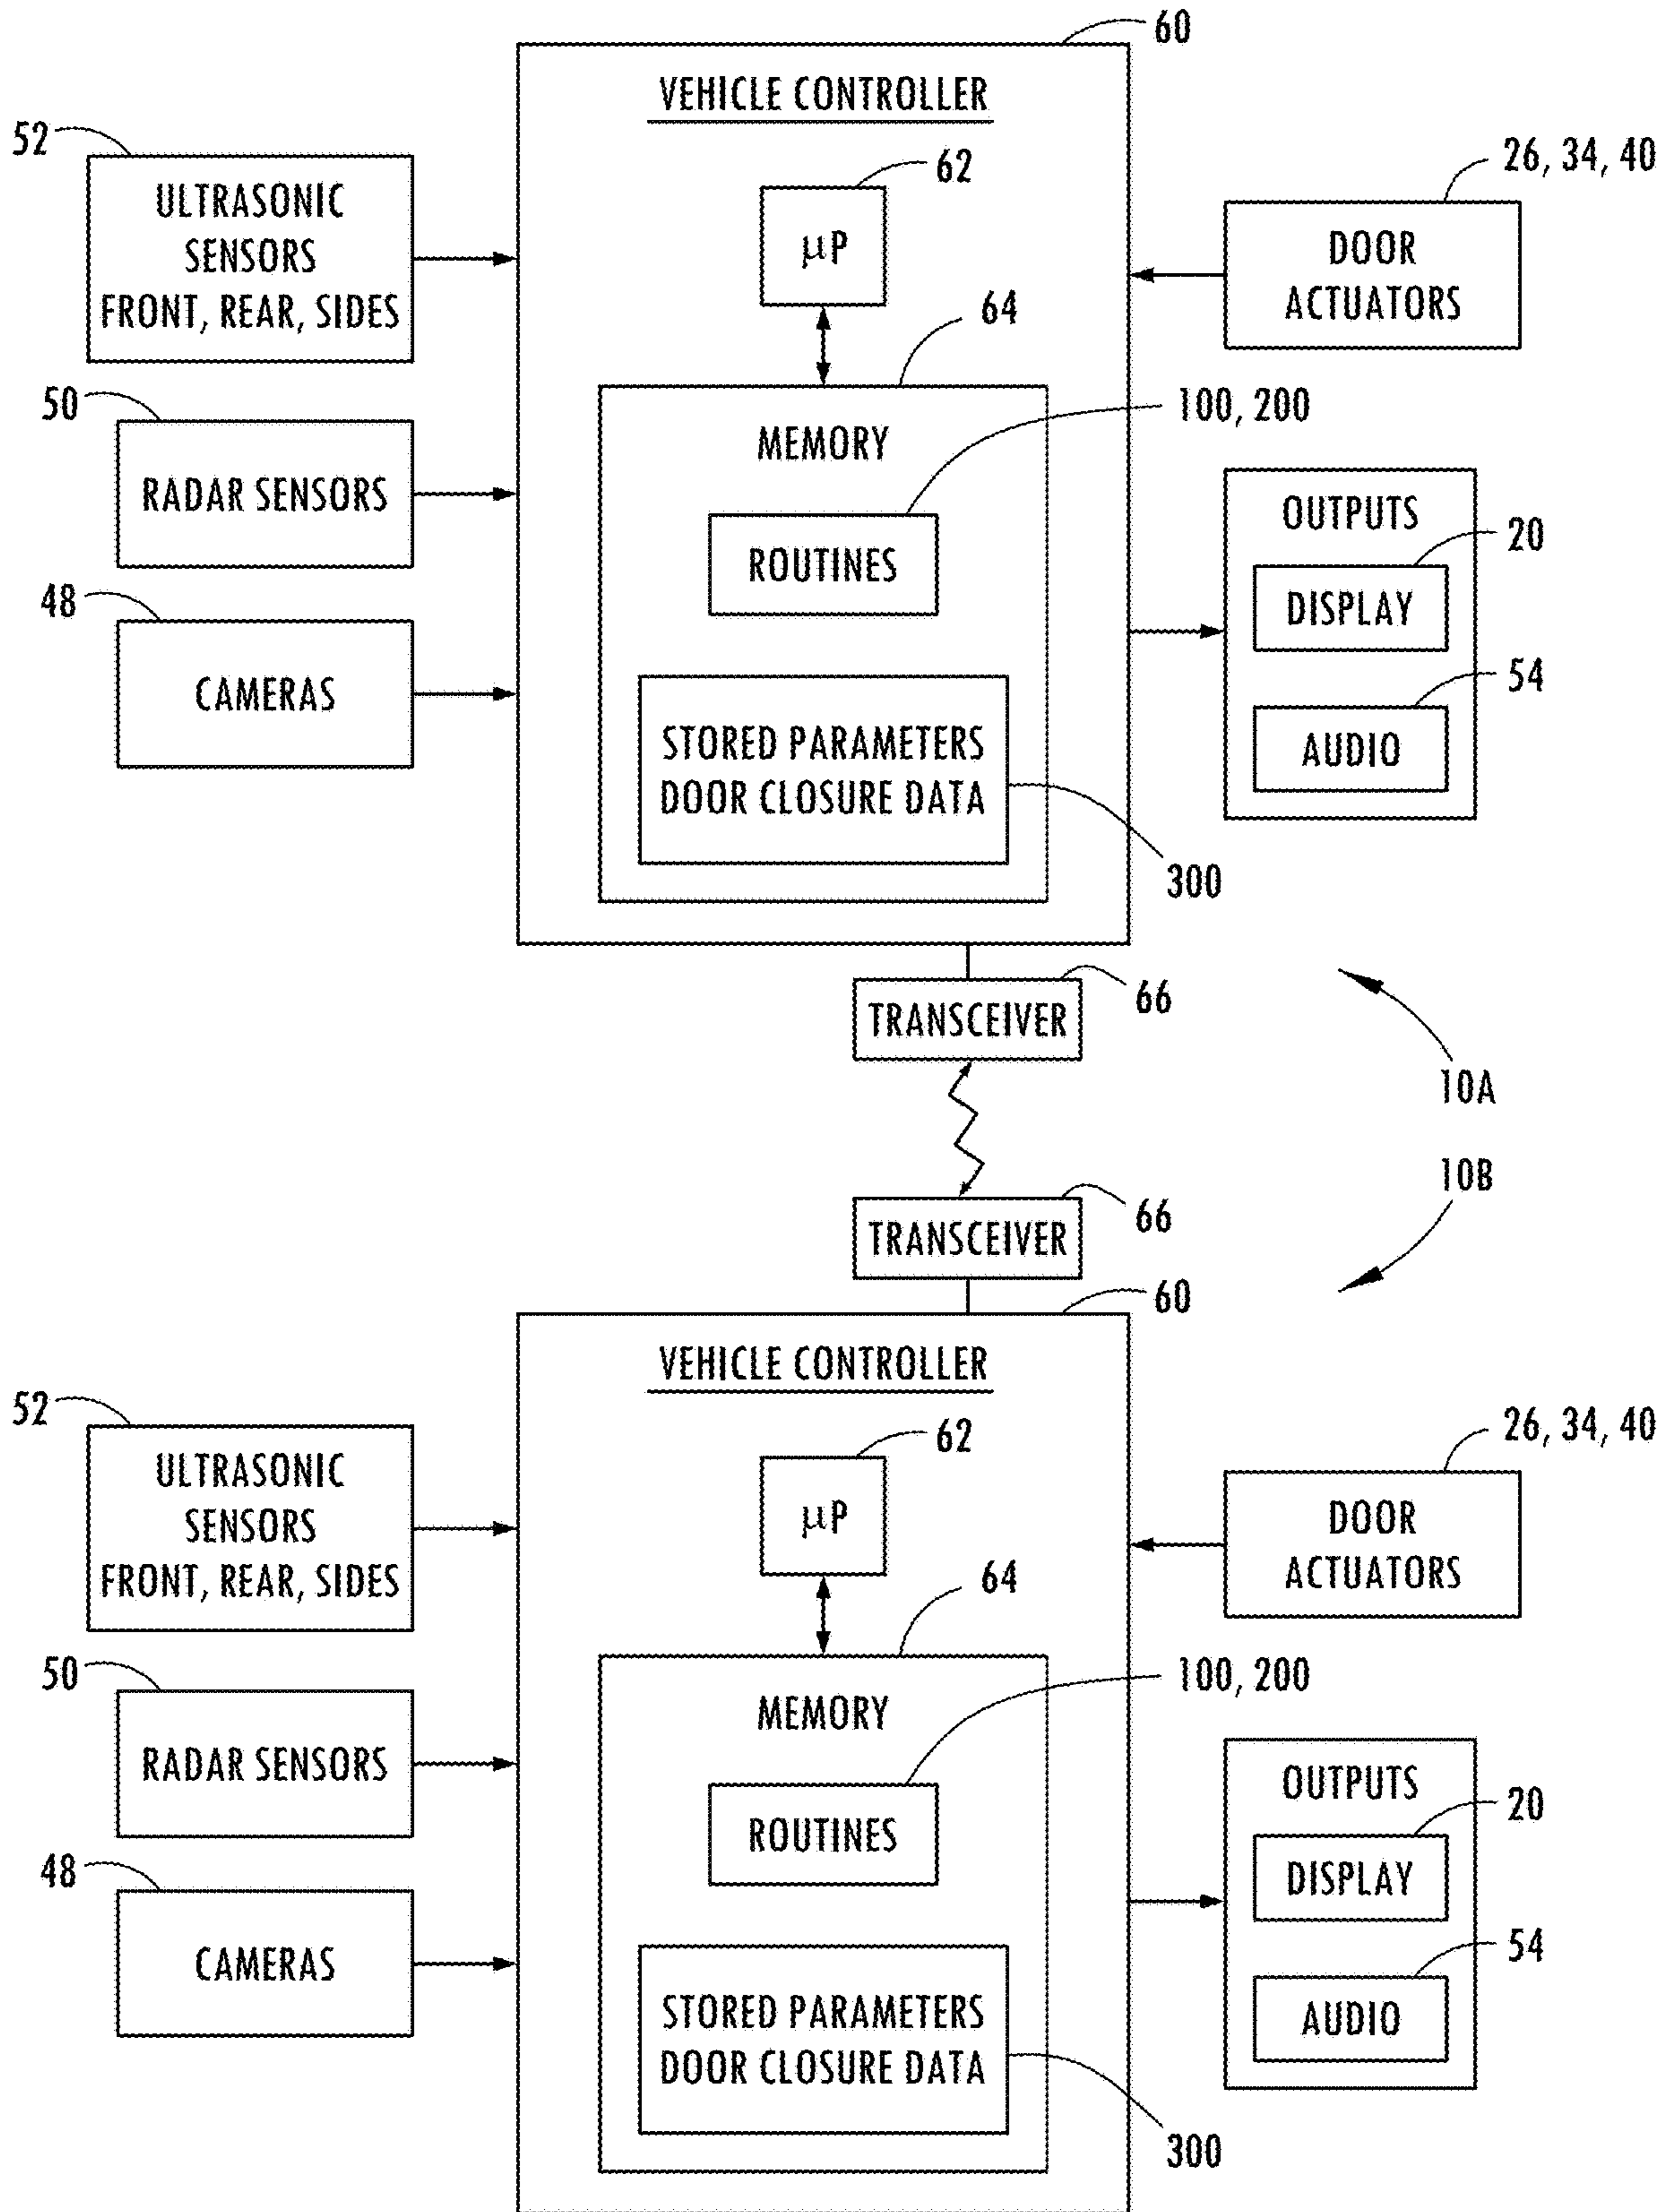 60
VEHICLE CONTROLLER
52
ULTRASONIC
SENSORS
FRONT, REAR, SIDES
62
μP
26, 34, 40
DOOR
ACTUATORS
64
50
RADAR SENSORS
MEMORY
100, 200
ROUTINES
OUTPUTS
20
DISPLAY
48
CAMERAS
STORED PARAMETERS
DOOR CLOSURE DATA
54
AUDIO
300
TRANSCEIVER
66
10A
10B
TRANSCEIVER
66
60
VEHICLE CONTROLLER
52
ULTRASONIC
SENSORS
FRONT, REAR, SIDES
62
μP
26, 34, 40
DOOR
ACTUATORS
64
50
RADAR SENSORS
MEMORY
100, 200
ROUTINES
OUTPUTS
20
DISPLAY
48
CAMERAS
STORED PARAMETERS
DOOR CLOSURE DATA
54
AUDIO
300